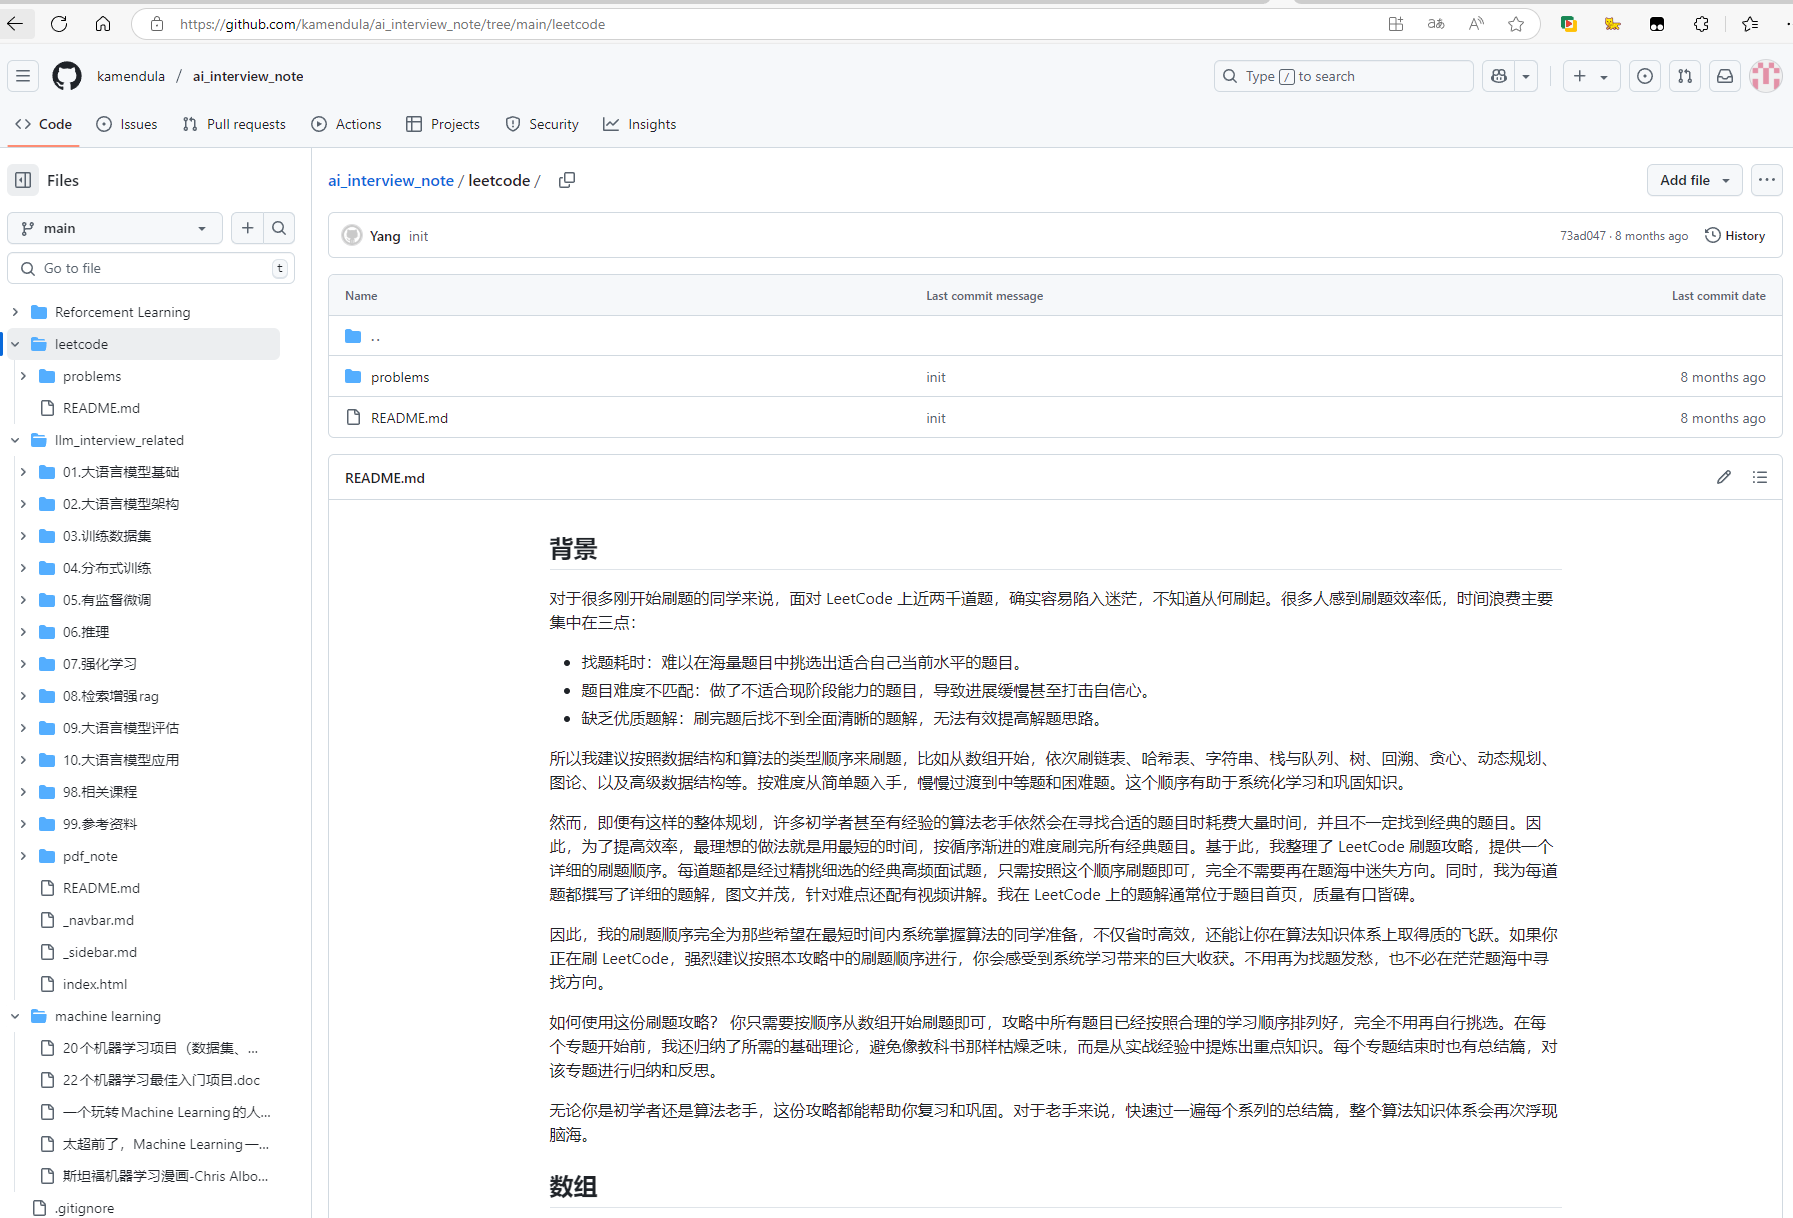 https://github.com/kamendula/ai_interview_note/tree/main/leetcode
kamendula / ai_interview_note
Type / to search
Code
Issues
Pull requests
Actions
Projects
Security
Insights
Files
main
Go to file
t
Reforcement Learning
leetcode
problems
README.md
llm_interview_related
01.大语言模型基础
02.大语言模型架构
03.训练数据集
04.分布式训练
05.有监督微调
06.推理
07.强化学习
08.检索增强rag
09.大语言模型评估
10.大语言模型应用
98.相关课程
99.参考资料
pdf_note
README.md
_navbar.md
_sidebar.md
index.html
machine learning
20个机器学习项目（数据集、...
22个机器学习最佳入门项目.doc
一个玩转Machine Learning的人...
太超前了，Machine Learning一...
斯坦福机器学习漫画-Chris Albo...
.gitignore
ai_interview_note / leetcode /
Add file
Yang init
73ad047 · 8 months ago
History
Name
Last commit message
Last commit date
..
problems
init
8 months ago
README.md
init
8 months ago
README.md
背景
对于很多刚开始刷题的同学来说，面对 LeetCode 上近两千道题，确实容易陷入迷茫，不知道从何刷起。很多人感到刷题效率低，时间浪费主要
集中在三点：
• 找题耗时：难以在海量题目中挑选出适合自己当前水平的题目。
• 题目难度不匹配：做了不适合现阶段能力的题目，导致进展缓慢甚至打击自信心。
• 缺乏优质题解：刷完题后找不到全面清晰的题解，无法有效提高解题思路。
所以我建议按照数据结构和算法的类型顺序来刷题，比如从数组开始，依次刷链表、哈希表、字符串、栈与队列、树、回溯、贪心、动态规划、
图论、以及高级数据结构等。按难度从简单题入手，慢慢过渡到中等题和困难题。这个顺序有助于系统化学习和巩固知识。
然而，即便有这样的整体规划，许多初学者甚至有经验的算法老手依然会在寻找合适的题目时耗费大量时间，并且不一定找到经典的题目。因
此，为了提高效率，最理想的做法就是用最短的时间，按循序渐进的难度刷完所有经典题目。基于此，我整理了 LeetCode 刷题攻略，提供一个
详细的刷题顺序。每道题都是经过精挑细选的经典高频面试题，只需按照这个顺序刷题即可，完全不需要再在题海中迷失方向。同时，我为每道
题都撰写了详细的题解，图文并茂，针对难点还配有视频讲解。我在 LeetCode 上的题解通常位于题目首页，质量有口皆碑。
因此，我的刷题顺序完全为那些希望在最短时间内系统掌握算法的同学准备，不仅省时高效，还能让你在算法知识体系上取得质的飞跃。如果你
正在刷 LeetCode，强烈建议按照本攻略中的刷题顺序进行，你会感受到系统学习带来的巨大收获。不用再为找题发愁，也不必在茫茫题海中寻
找方向。
如何使用这份刷题攻略？ 你只需要按顺序从数组开始刷题即可，攻略中所有题目已经按照合理的学习顺序排列好，完全不用再自行挑选。在每
个专题开始前，我还归纳了所需的基础理论，避免像教科书那样枯燥乏味，而是从实战经验中提炼出重点知识。每个专题结束时也有总结篇，对
该专题进行归纳和反思。
无论你是初学者还是算法老手，这份攻略都能帮助你复习和巩固。对于老手来说，快速过一遍每个系列的总结篇，整个算法知识体系会再次浮现
脑海。
数组